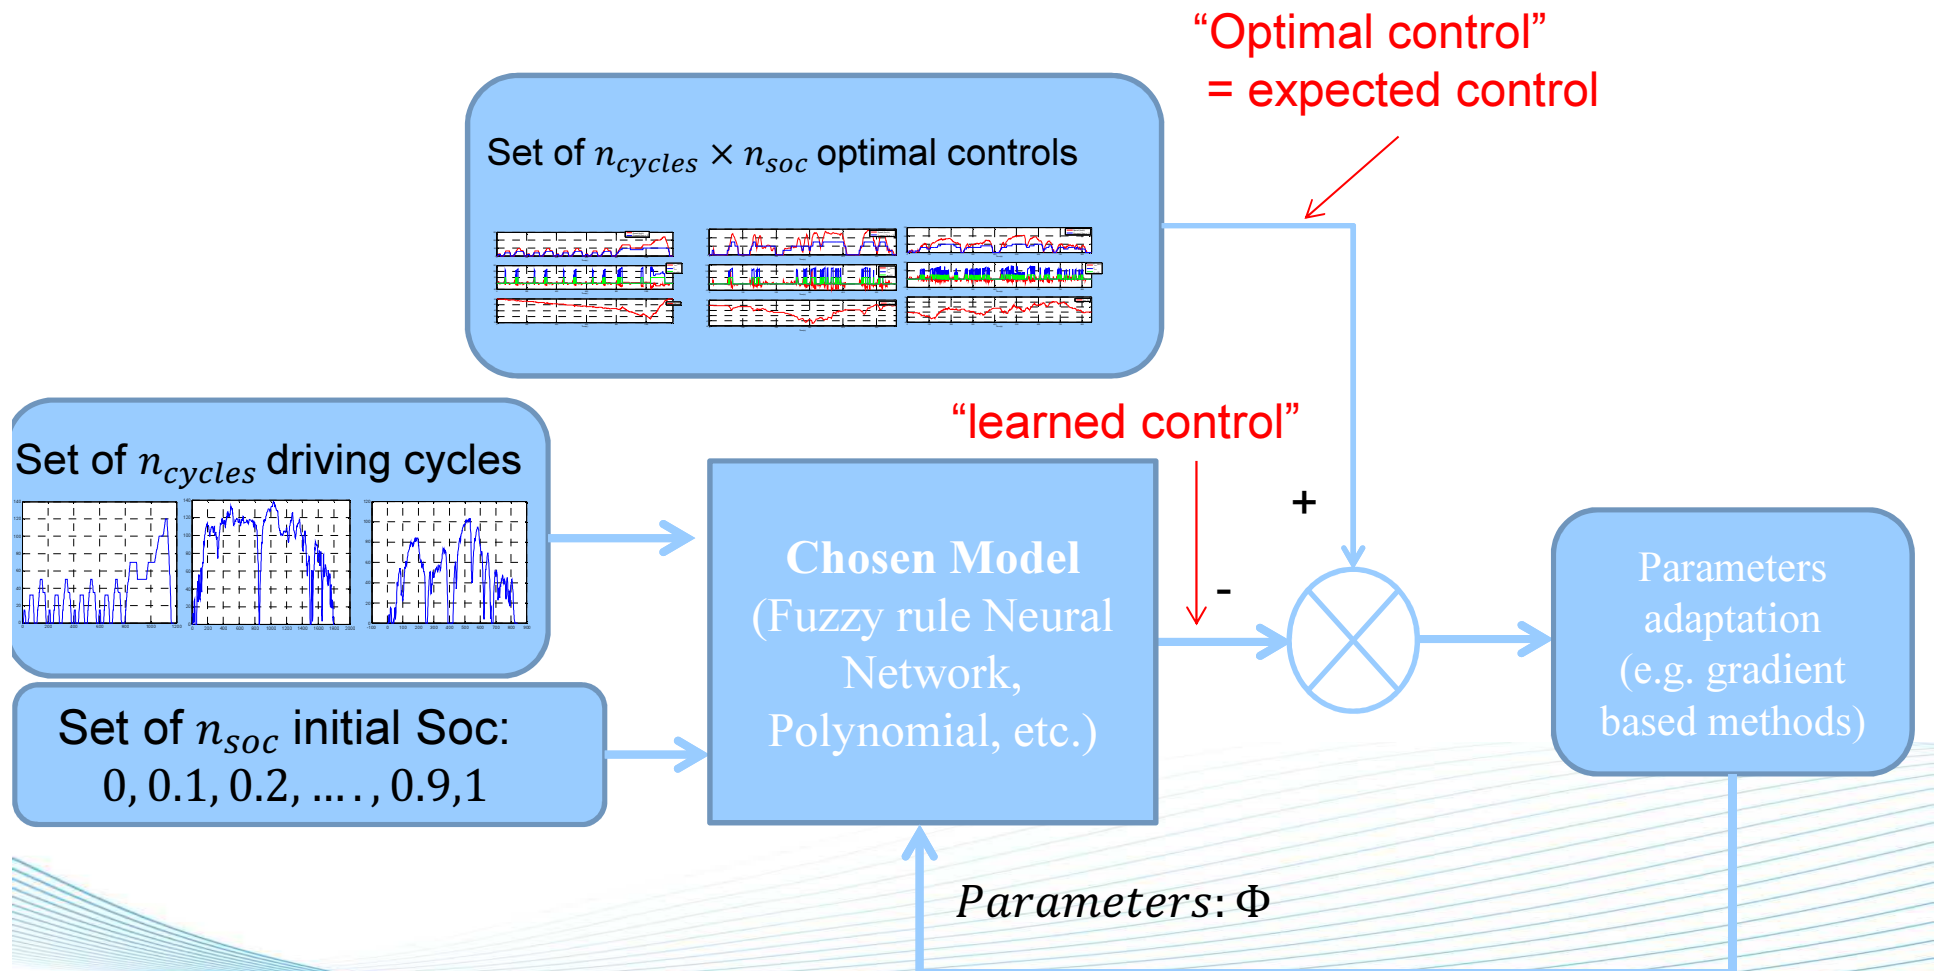 “Optimal control”
= expected control
Set of n_cycles × n_soc optimal controls
“learned control”
Set of n_cycles driving cycles
+
-
Chosen Model
(Fuzzy rule Neural
Network,
Polynomial, etc.)
Parameters
adaptation
(e.g. gradient
based methods)
Set of n_soc initial Soc:
0, 0.1, 0.2, … . , 0.9,1
Parameters: Φ